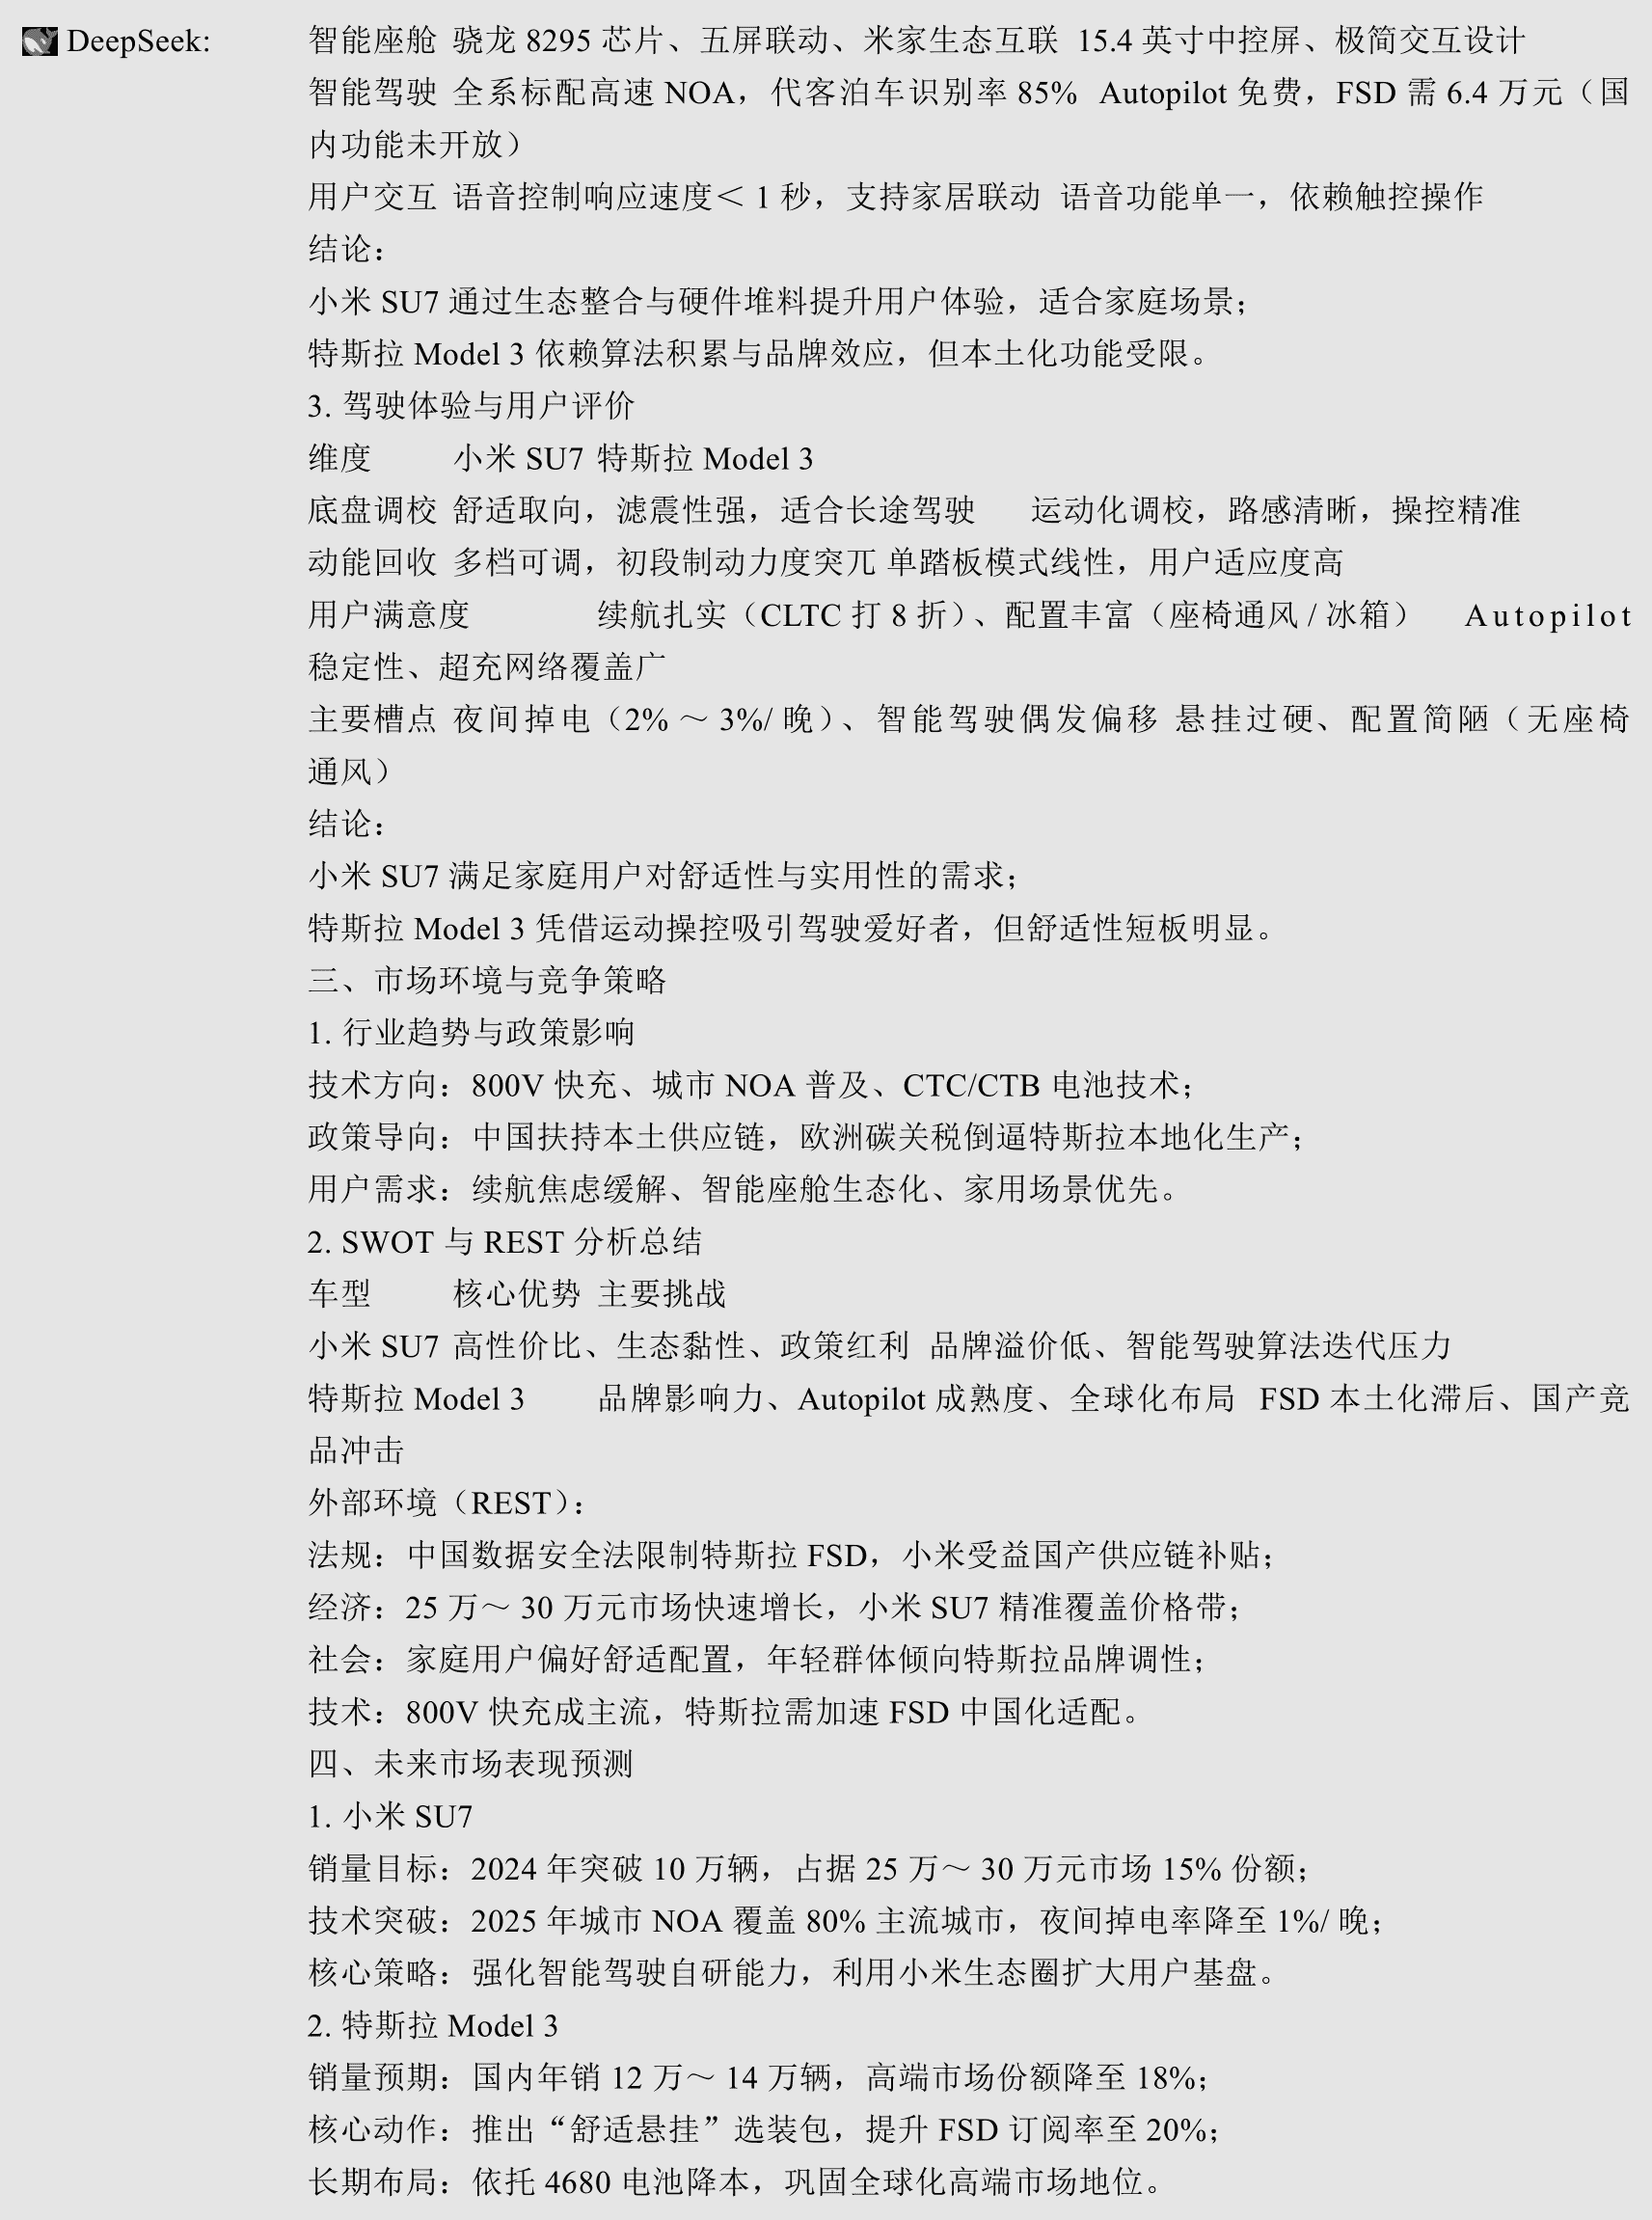 DeepSeek: 智能座舱 骁龙 8295 芯片、五屏联动、米家生态互联 15.4 英寸中控屏、极简交互设计
智能驾驶 全系标配高速 NOA，代客泊车识别率 85% Autopilot 免费，FSD 需 6.4 万元（国
内功能未开放）
用户交互 语音控制响应速度＜ 1 秒，支持家居联动 语音功能单一，依赖触控操作
结论：
小米 SU7 通过生态整合与硬件堆料提升用户体验，适合家庭场景；
特斯拉 Model 3 依赖算法积累与品牌效应，但本土化功能受限。
3. 驾驶体验与用户评价
维度 小米 SU7 特斯拉 Model 3
底盘调校 舒适取向，滤震性强，适合长途驾驶 运动化调校，路感清晰，操控精准
动能回收 多档可调，初段制动力度突兀 单踏板模式线性，用户适应度高
用户满意度 续航扎实（CLTC 打 8 折）、配置丰富（座椅通风 / 冰箱） Autopilot
稳定性、超充网络覆盖广
主要槽点 夜间掉电（2% ～ 3%/ 晚）、智能驾驶偶发偏移 悬挂过硬、配置简陋（无座椅
通风）
结论：
小米 SU7 满足家庭用户对舒适性与实用性的需求；
特斯拉 Model 3 凭借运动操控吸引驾驶爱好者，但舒适性短板明显。
三、市场环境与竞争策略
1. 行业趋势与政策影响
技术方向：800V 快充、城市 NOA 普及、CTC/CTB 电池技术；
政策导向：中国扶持本土供应链，欧洲碳关税倒逼特斯拉本地化生产；
用户需求：续航焦虑缓解、智能座舱生态化、家用场景优先。
2. SWOT 与 REST 分析总结
车型 核心优势 主要挑战
小米 SU7 高性价比、生态黏性、政策红利 品牌溢价低、智能驾驶算法迭代压力
特斯拉 Model 3 品牌影响力、Autopilot 成熟度、全球化布局 FSD 本土化滞后、国产竞
品冲击
外部环境（REST）：
法规：中国数据安全法限制特斯拉 FSD，小米受益国产供应链补贴；
经济：25 万～ 30 万元市场快速增长，小米 SU7 精准覆盖价格带；
社会：家庭用户偏好舒适配置，年轻群体倾向特斯拉品牌调性；
技术：800V 快充成主流，特斯拉需加速 FSD 中国化适配。
四、未来市场表现预测
1. 小米 SU7
销量目标：2024 年突破 10 万辆，占据 25 万～ 30 万元市场 15% 份额；
技术突破：2025 年城市 NOA 覆盖 80% 主流城市，夜间掉电率降至 1%/ 晚；
核心策略：强化智能驾驶自研能力，利用小米生态圈扩大用户基盘。
2. 特斯拉 Model 3
销量预期：国内年销 12 万～ 14 万辆，高端市场份额降至 18%；
核心动作：推出“舒适悬挂”选装包，提升 FSD 订阅率至 20%；
长期布局：依托 4680 电池降本，巩固全球化高端市场地位。